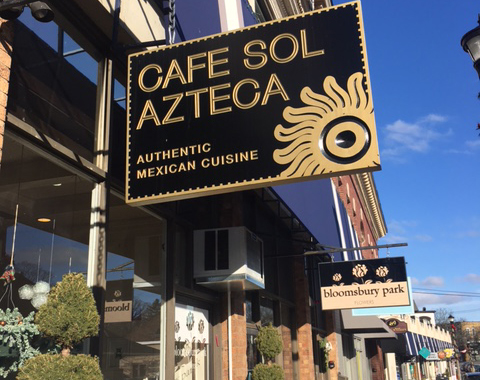 CAFE SOL
AZTECA
AUTHENTIC
MEXICAN CUISINE
bloomsbury park